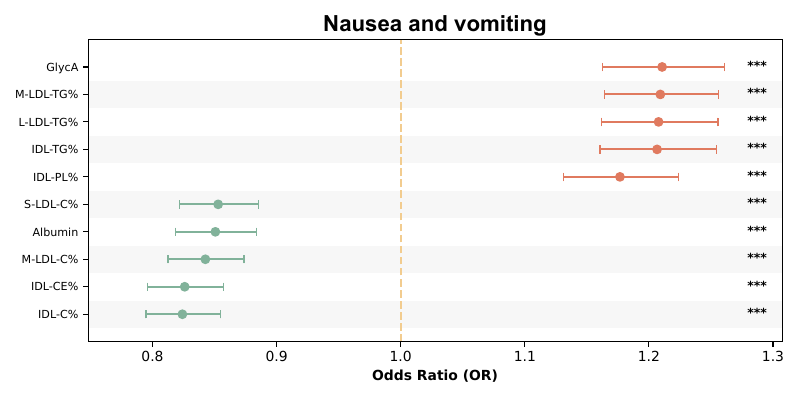 Nausea and vomiting
GlycA ***
M-LDL-TG% ***
L-LDL-TG% ***
IDL-TG% ***
IDL-PL% ***
S-LDL-C% ***
Albumin ***
M-LDL-C% ***
IDL-CE% ***
IDL-C% ***
0.8 0.9 1.0 1.1 1.2 1.3
Odds Ratio (OR)